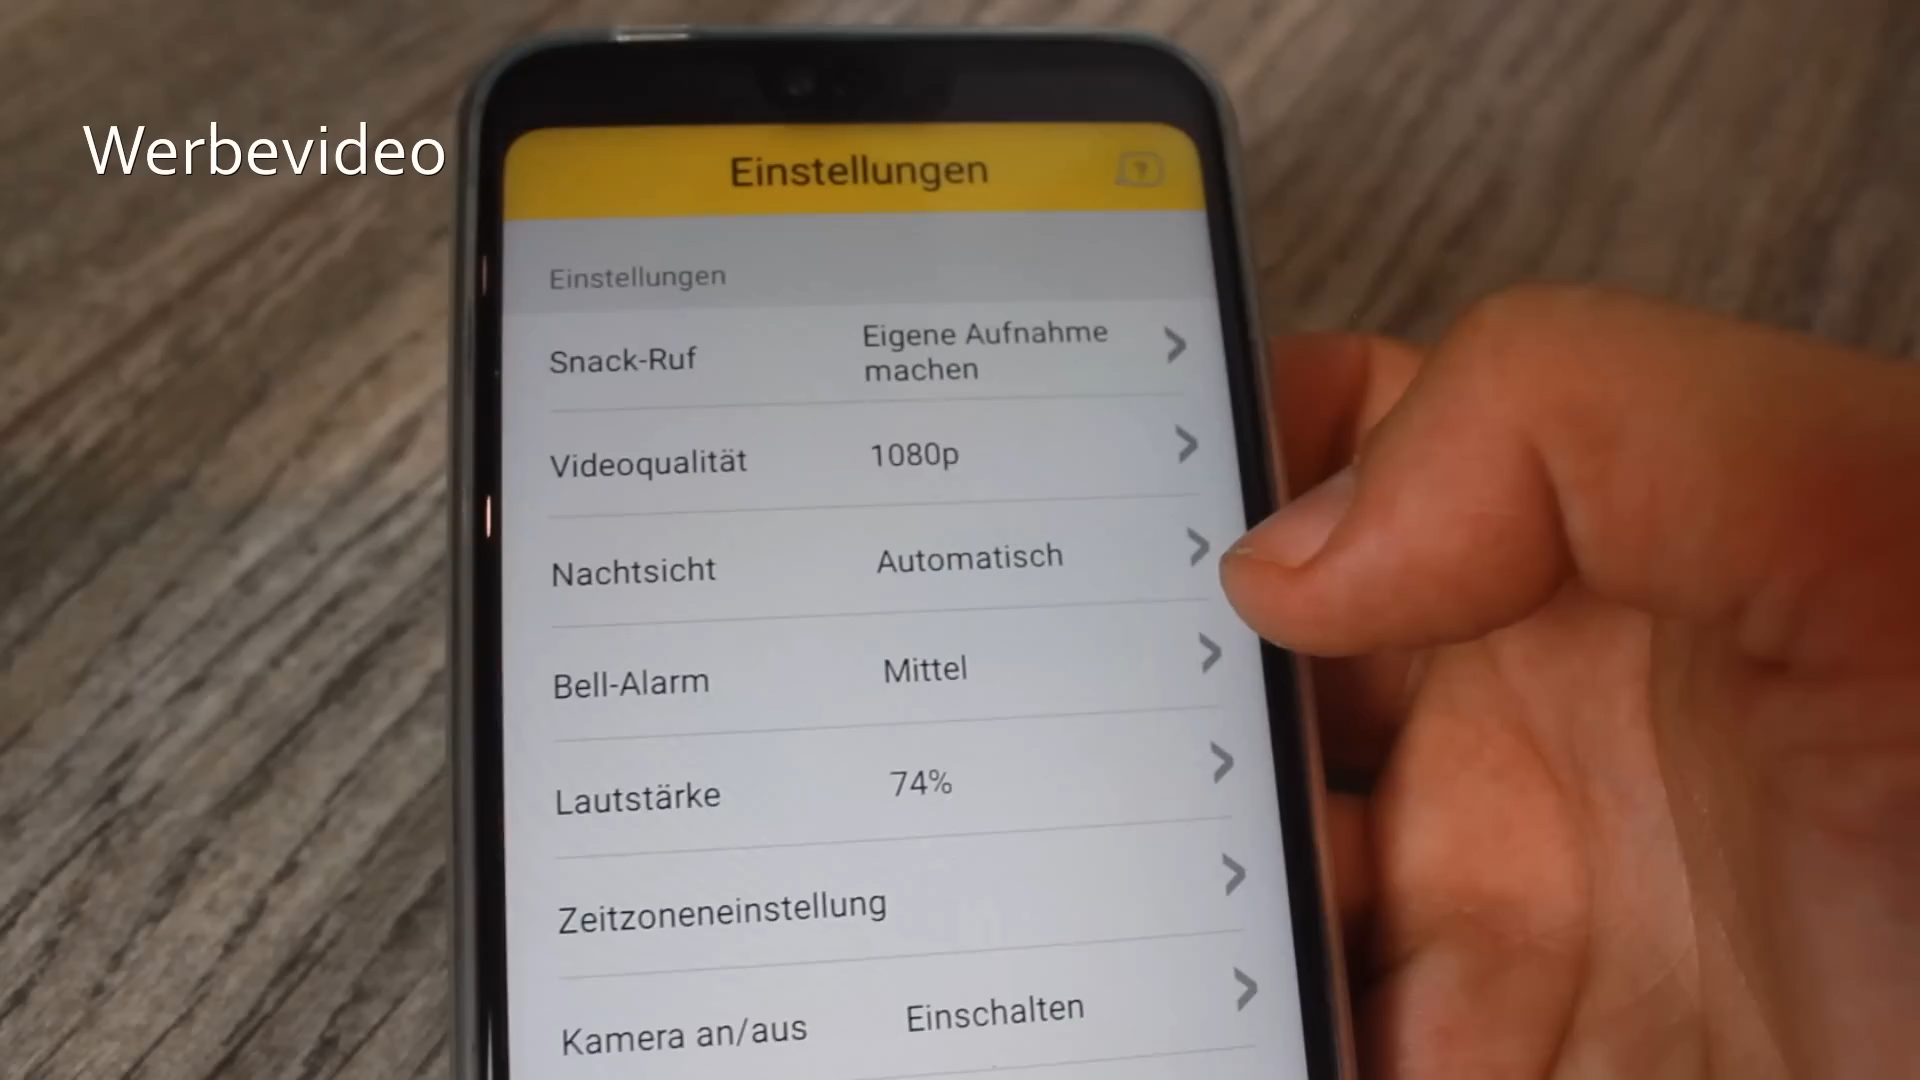 Werbevideo
Einstellungen
Einstellungen
Snack-Ruf
Eigene Aufnahme
machen
Videoqualität
1080p
Nachtsicht
Automatisch
Bell-Alarm
Mittel
Lautstärke
74%
Zeitzoneneinstellung
Kamera an/aus
Einschalten